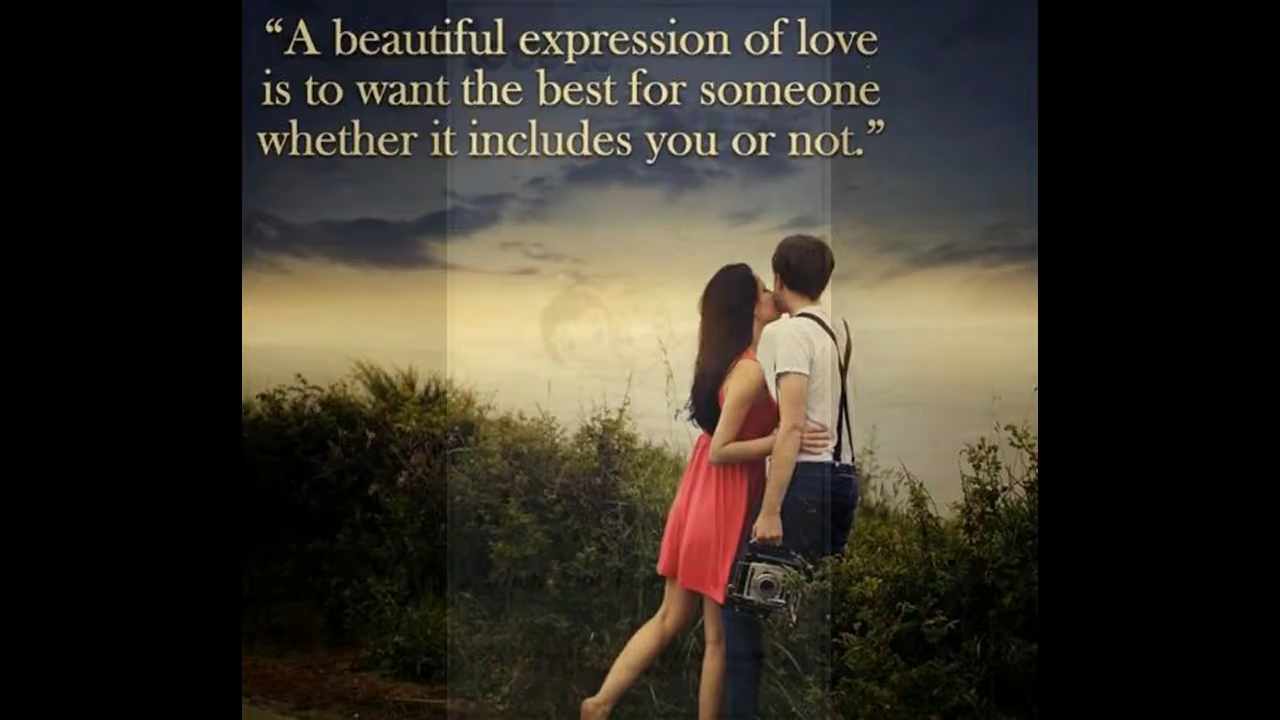 “A beautiful expression of love
is to want the best for someone
whether it includes you or not.”